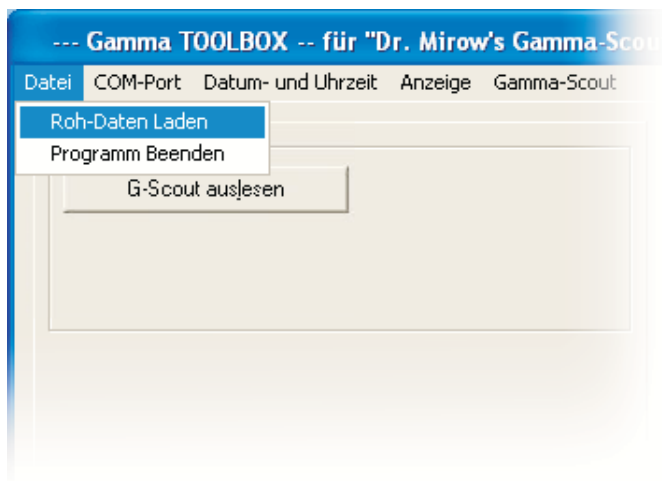 --- Gamma TOOLBOX -- für "Dr. Mirow's Gamma-Scou
Datei COM-Port Datum- und Uhrzeit Anzeige Gamma-Scout
Roh-Daten Laden
Programm Beenden
G-Scout auslesen